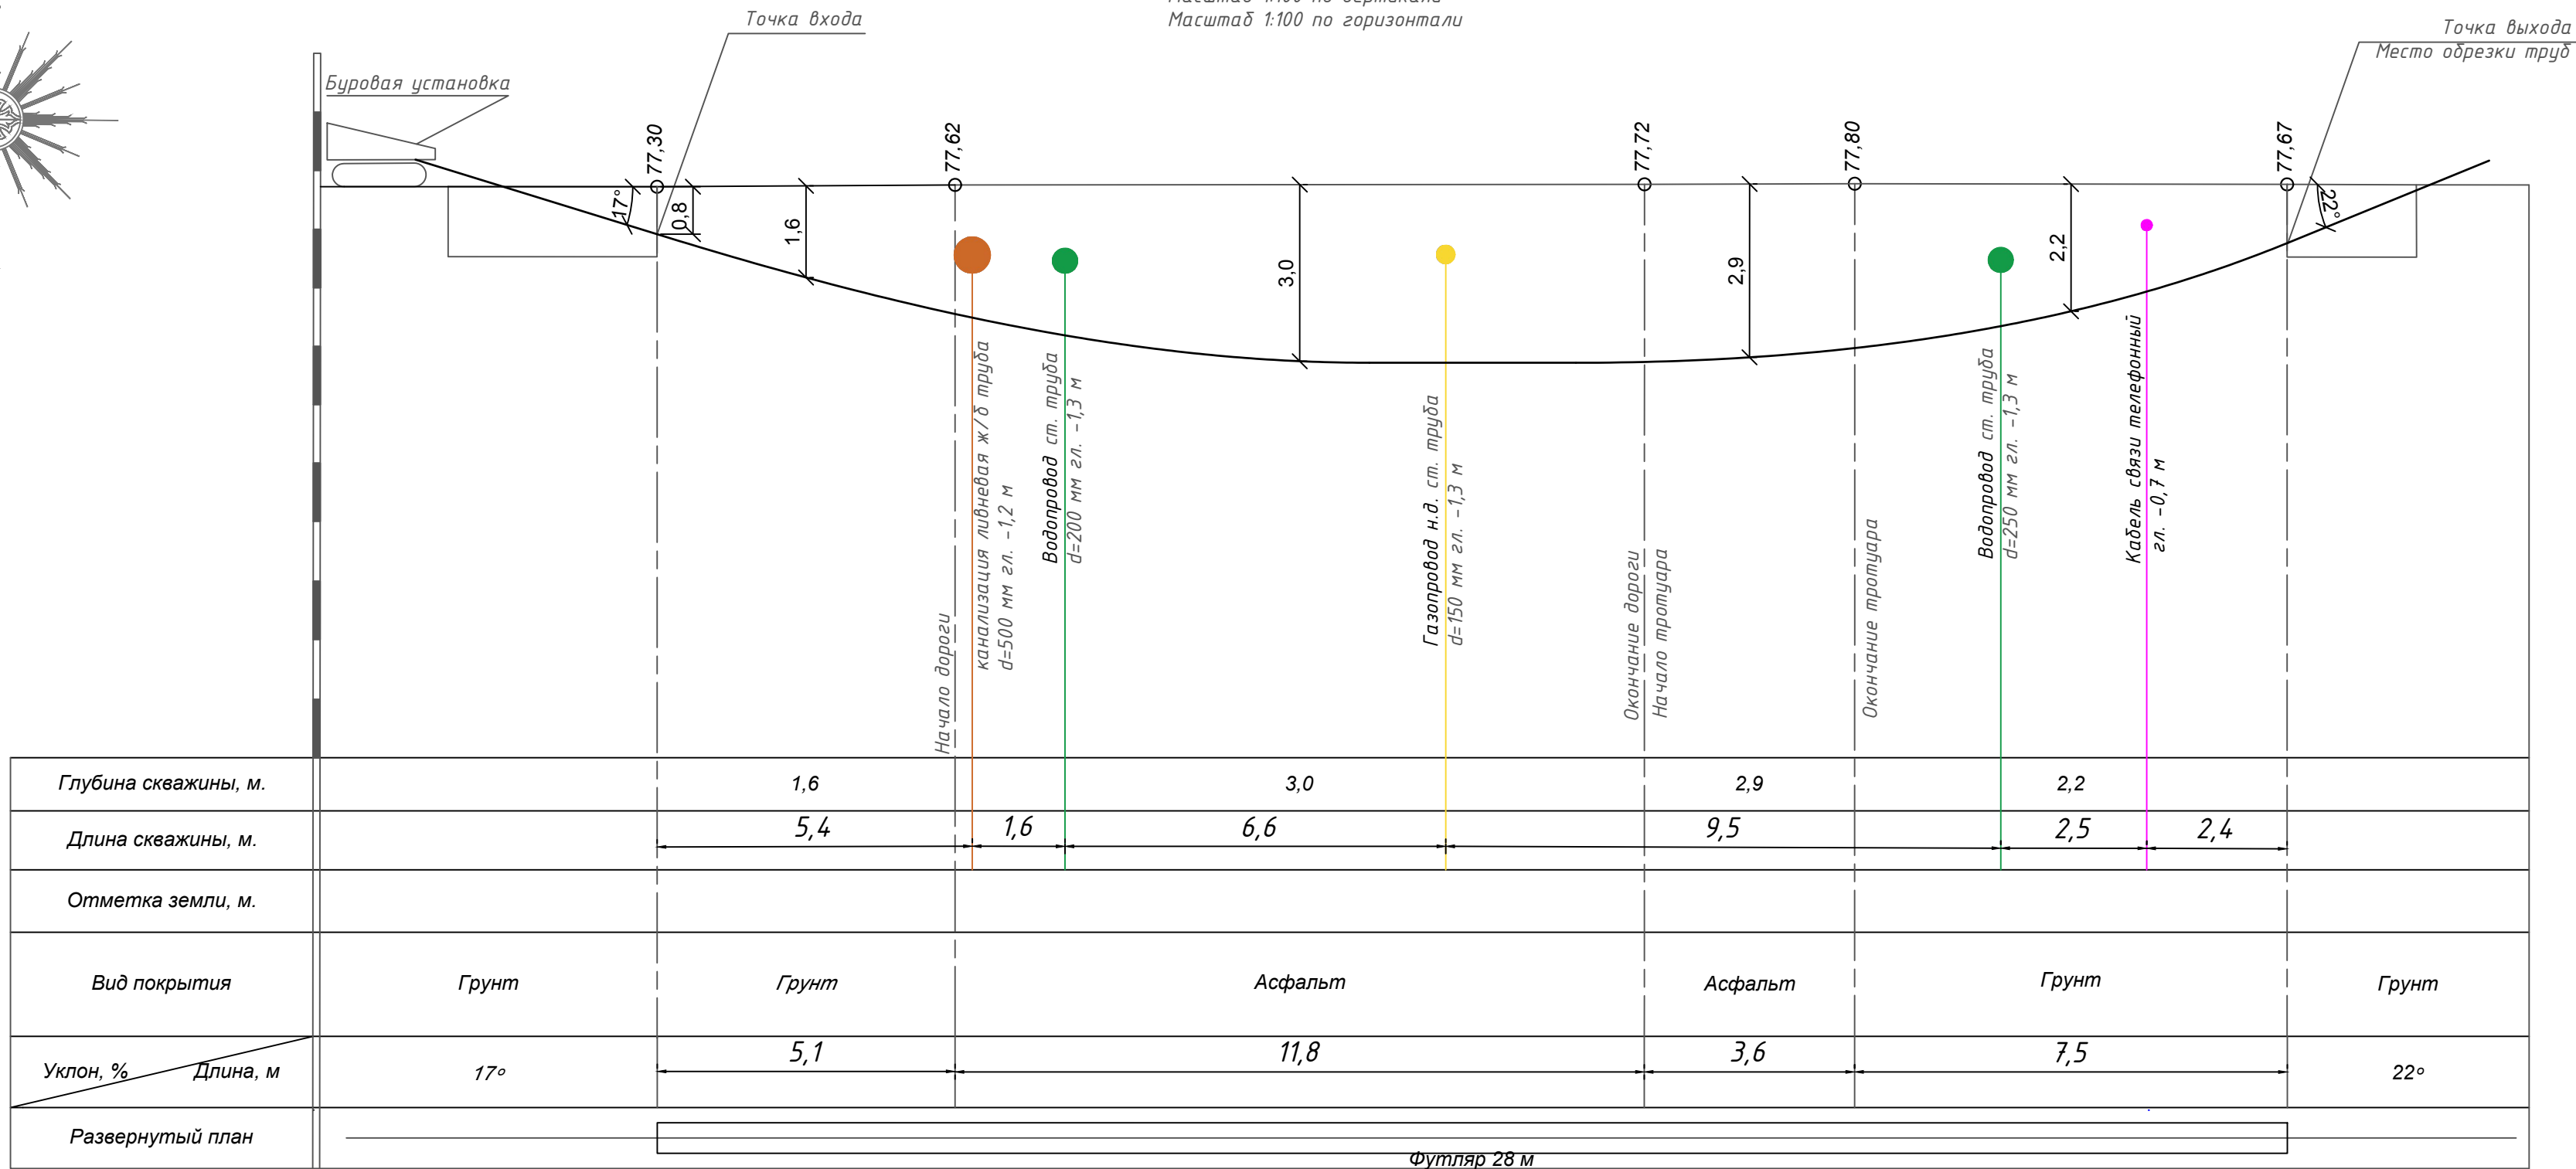 Масштаб 1:100 по вертикали
Масштаб 1:100 по горизонтали
Точка входа
Точка выхода
Место обрезки труб
Буровая установка
77,30
77,62
77,72
77,80
77,67
17°
0,8
1,6
3,0
2,9
2,2
22°
Начало дороги
канализация ливневая ж/б труба
d=500 мм гл. -1,2 м
Водопровод ст. труба
d=200 мм гл. -1,3 м
Газопровод н.д. ст. труба
d=150 мм гл. -1,3 м
Окончание дороги
Начало тротуара
Окончание тротуара
Водопровод ст. труба
d=250 мм гл. -1,3 м
Кабель связи телефонный
гл. -0,7 м
Глубина скважины, м. 1,6 3,0 2,9 2,2
Длина скважины, м. 5,4 1,6 6,6 9,5 2,5 2,4
Отметка земли, м.
Вид покрытия Грунт Грунт Асфальт Асфальт Грунт Грунт
Уклон, % Длина, м 17° 5,1 11,8 3,6 7,5 22°
Развернутый план
Футляр 28 м